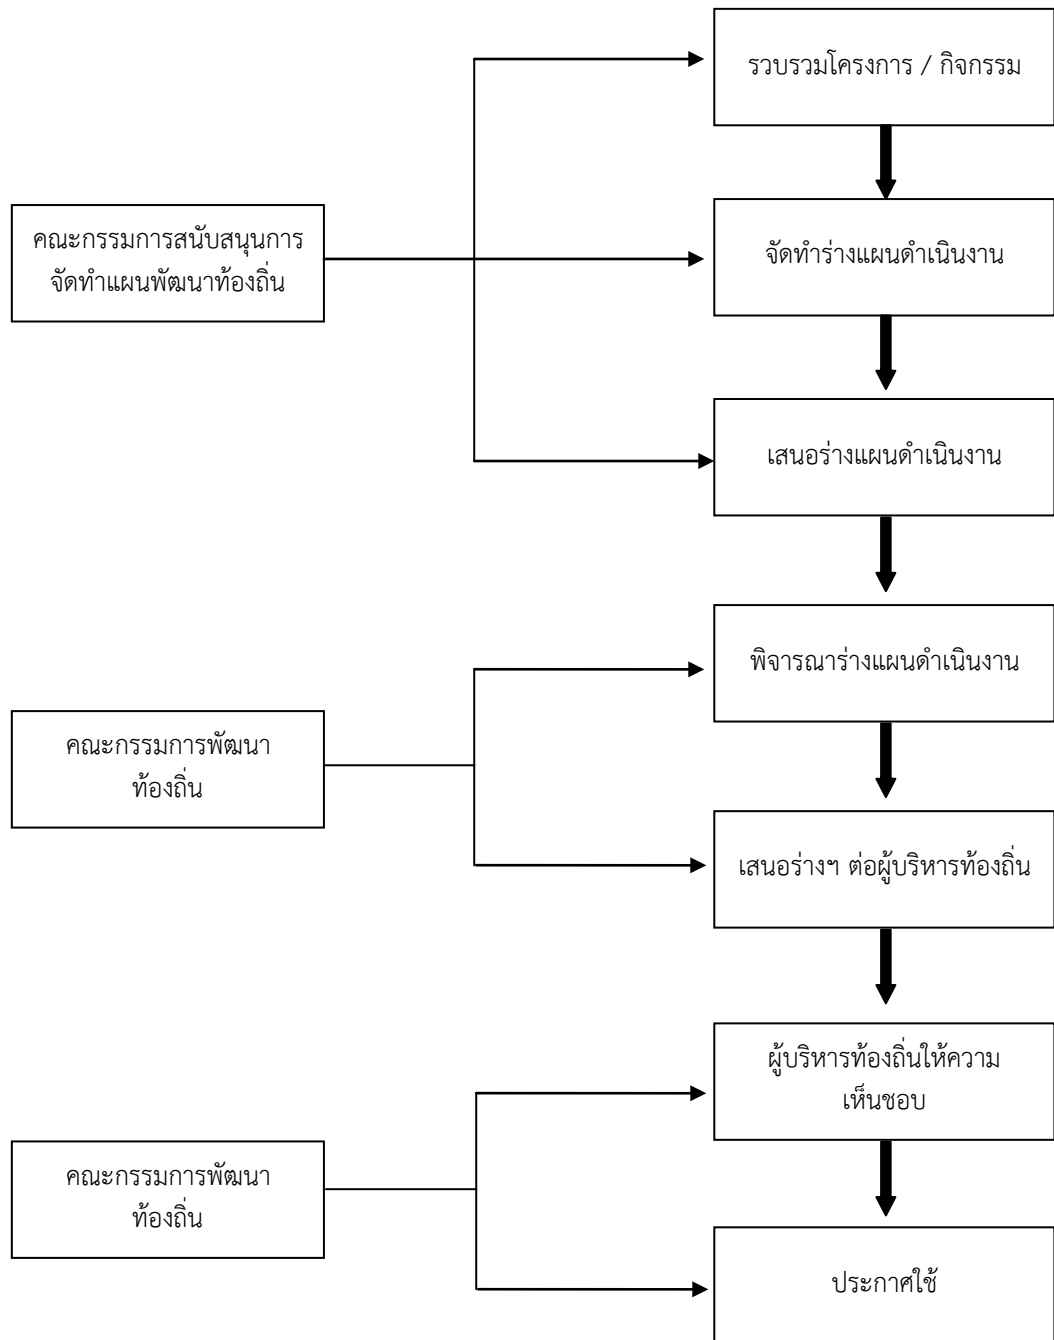 รวบรวมโครงการ / กิจกรรม
คณะกรรมการสนับสนุนการ
จัดทำแผนพัฒนาท้องถิ่น
จัดทำร่างแผนดำเนินงาน
เสนอร่างแผนดำเนินงาน
พิจารณาร่างแผนดำเนินงาน
คณะกรรมการพัฒนา
ท้องถิ่น
เสนอร่างฯ ต่อผู้บริหารท้องถิ่น
ผู้บริหารท้องถิ่นให้ความ
เห็นชอบ
คณะกรรมการพัฒนา
ท้องถิ่น
ประกาศใช้